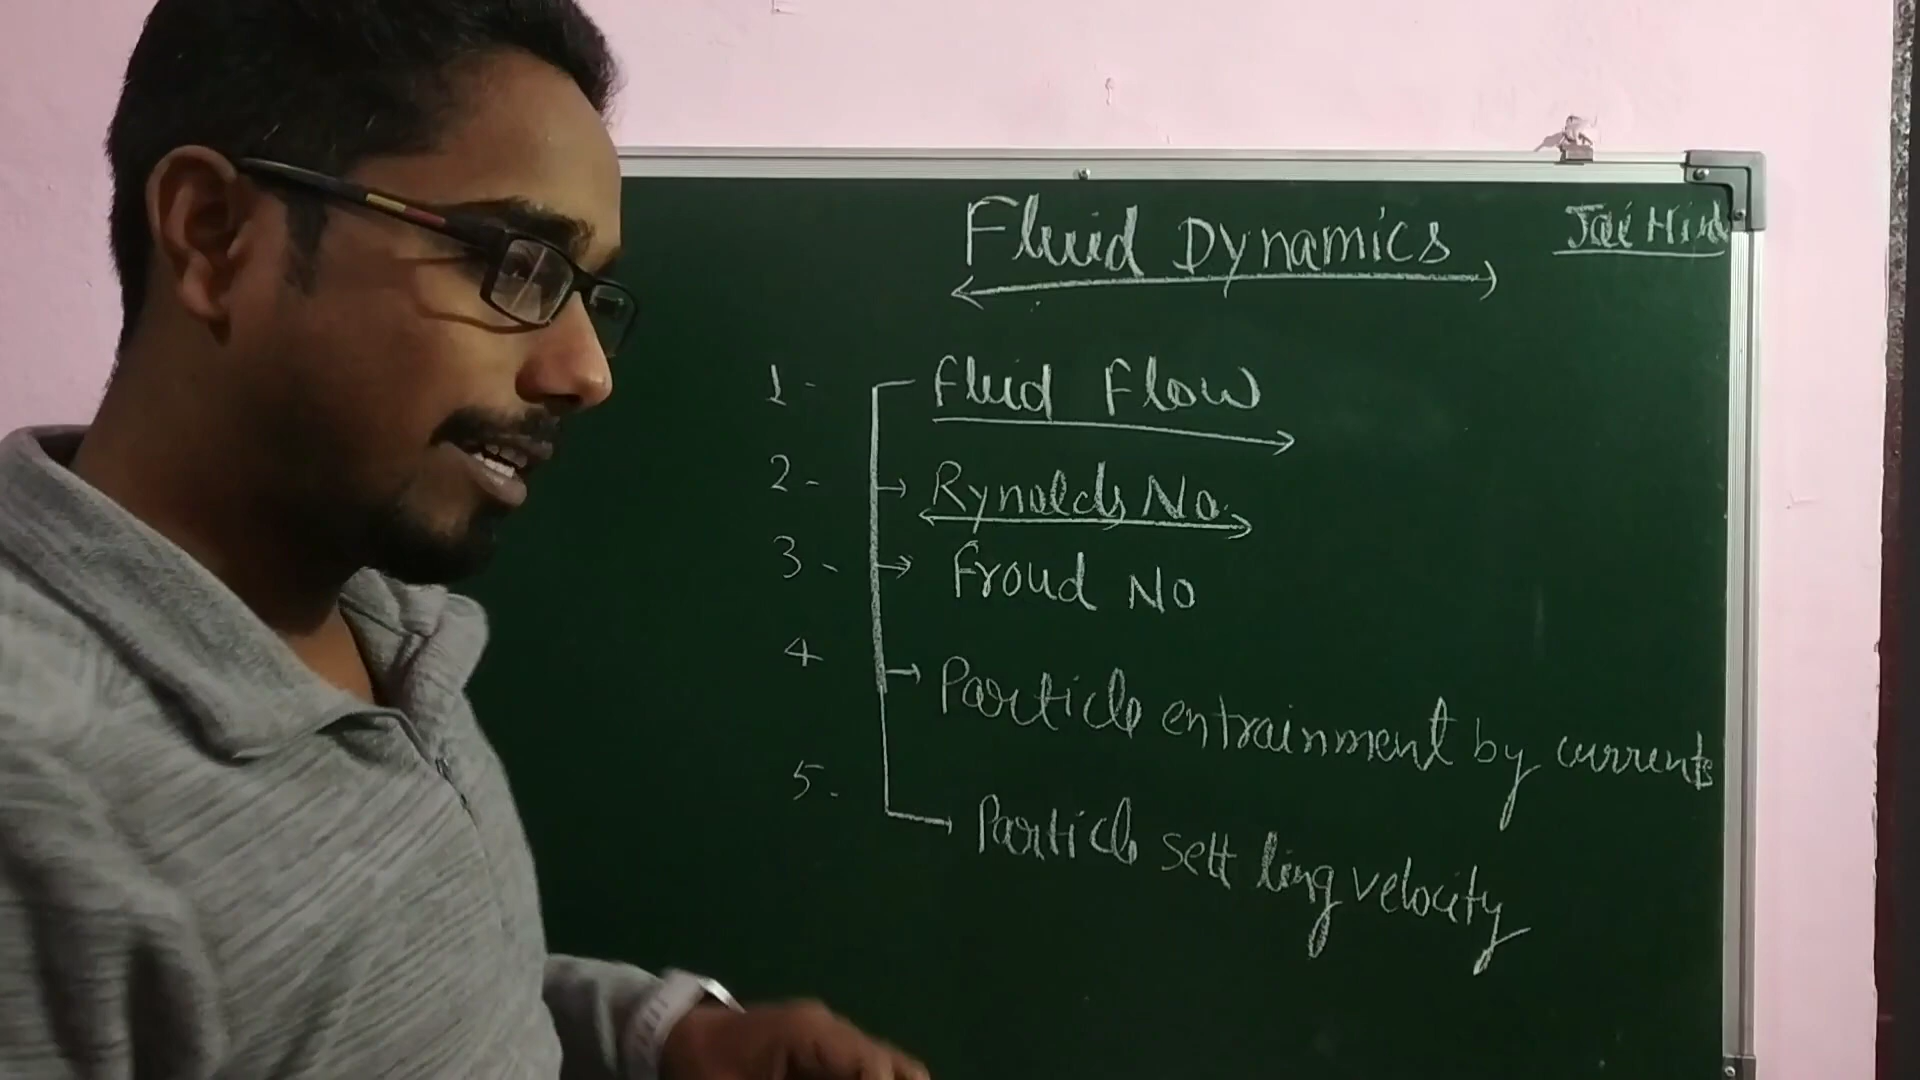 Fluid Dynamics
Jai Hind
1- Fluid Flow
2- Rynolds No.
3- Froud No
4 Particle entrainment by currents
5- Particle settling velocity